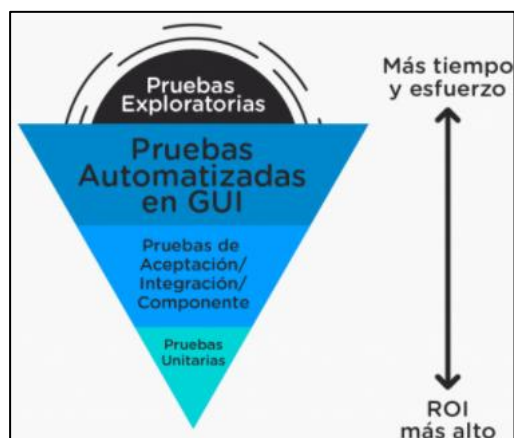 Pruebas
Exploratorias
Pruebas
Automatizadas
en GUI
Pruebas de
Aceptación/
Integración/
Componente
Pruebas
Unitarias
Más tiempo
y esfuerzo
ROI
más alto